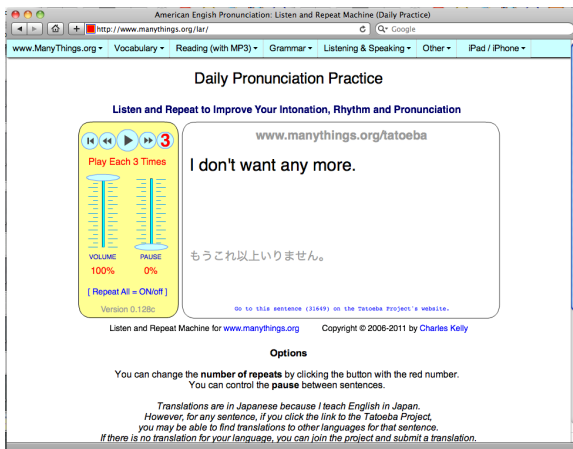 American Engish Pronunciation: Listen and Repeat Machine (Daily Practice)
http://www.manythings.org/lar/
Google
www.ManyThings.org Vocabulary Reading (with MP3) Grammar Listening & Speaking Other iPad / iPhone
Daily Pronunciation Practice
Listen and Repeat to Improve Your Intonation, Rhythm and Pronunciation
3
Play Each 3 Times
VOLUME PAUSE
100% 0%
[ Repeat All = ON/off ]
Version 0.128c
www.manythings.org/tatoeba
I don't want any more.
もうこれ以上いりません。
Go to this sentence (31649) on the Tatoeba Project's website.
Listen and Repeat Machine for www.manythings.org Copyright © 2006-2011 by Charles Kelly
Options
You can change the number of repeats by clicking the button with the red number.
You can control the pause between sentences.
Translations are in Japanese because I teach English in Japan.
However, for any sentence, if you click the link to the Tatoeba Project,
you may be able to find translations to other languages for that sentence.
If there is no translation for your language, you can join the project and submit a translation.